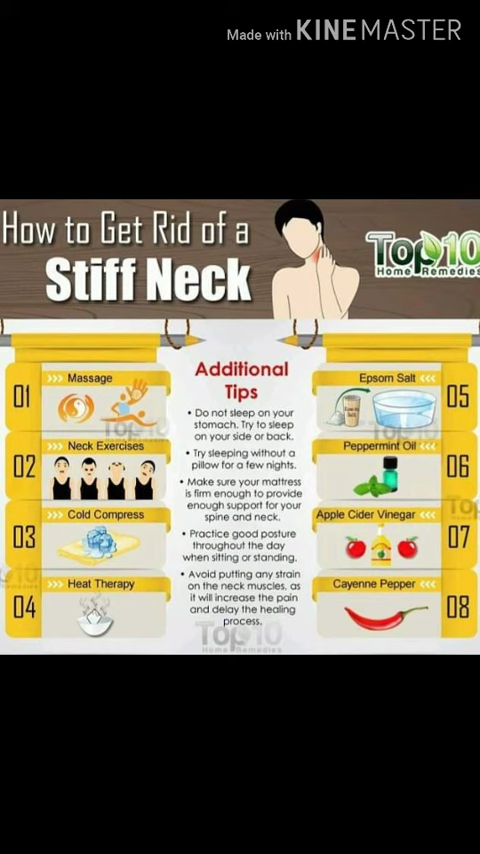 Made with KINEMASTER
How to Get Rid of a
Stiff Neck
Top10
Home Remedies
01
>>> Massage
02
>>> Neck Exercises
03
>>> Cold Compress
04
>>> Heat Therapy
Additional
Tips
• Do not sleep on your
stomach. Try to sleep
on your side or back.
• Try sleeping without a
pillow for a few nights.
• Make sure your mattress
is firm enough to provide
enough support for your
spine and neck.
• Practice good posture
throughout the day
when sitting or standing.
• Avoid putting any strain
on the neck muscles, as
it will increase the pain
and delay the healing
process.
Top10
Home Remedies
Epsom Salt <<<
05
Peppermint Oil <<<
06
Apple Cider Vinegar <<<
07
Cayenne Pepper <<<
08